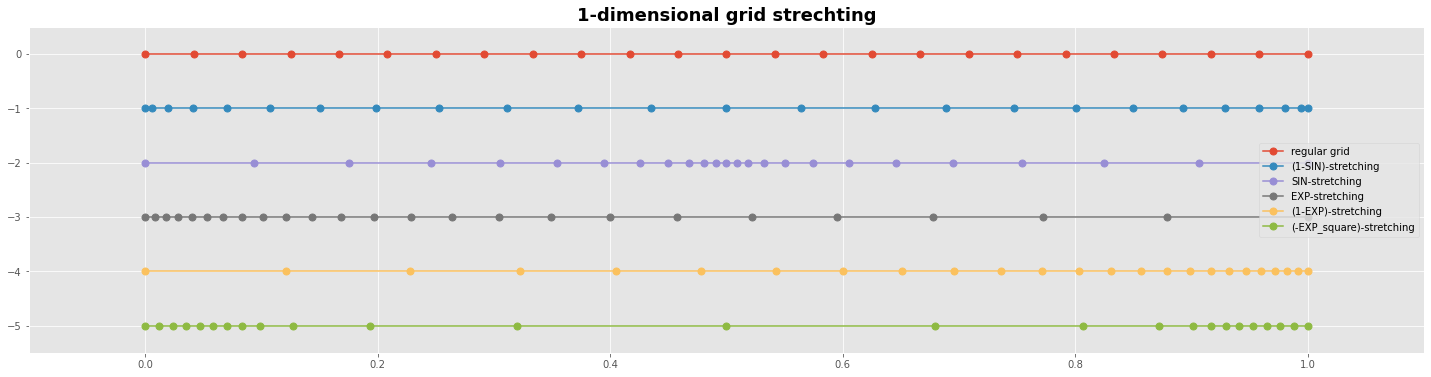 1-dimensional grid strechting
0
−1
−2
−3
−4
−5
regular grid
(1-SIN)-stretching
SIN-stretching
EXP-stretching
(1-EXP)-stretching
(-EXP_square)-stretching
0.0 0.2 0.4 0.6 0.8 1.0